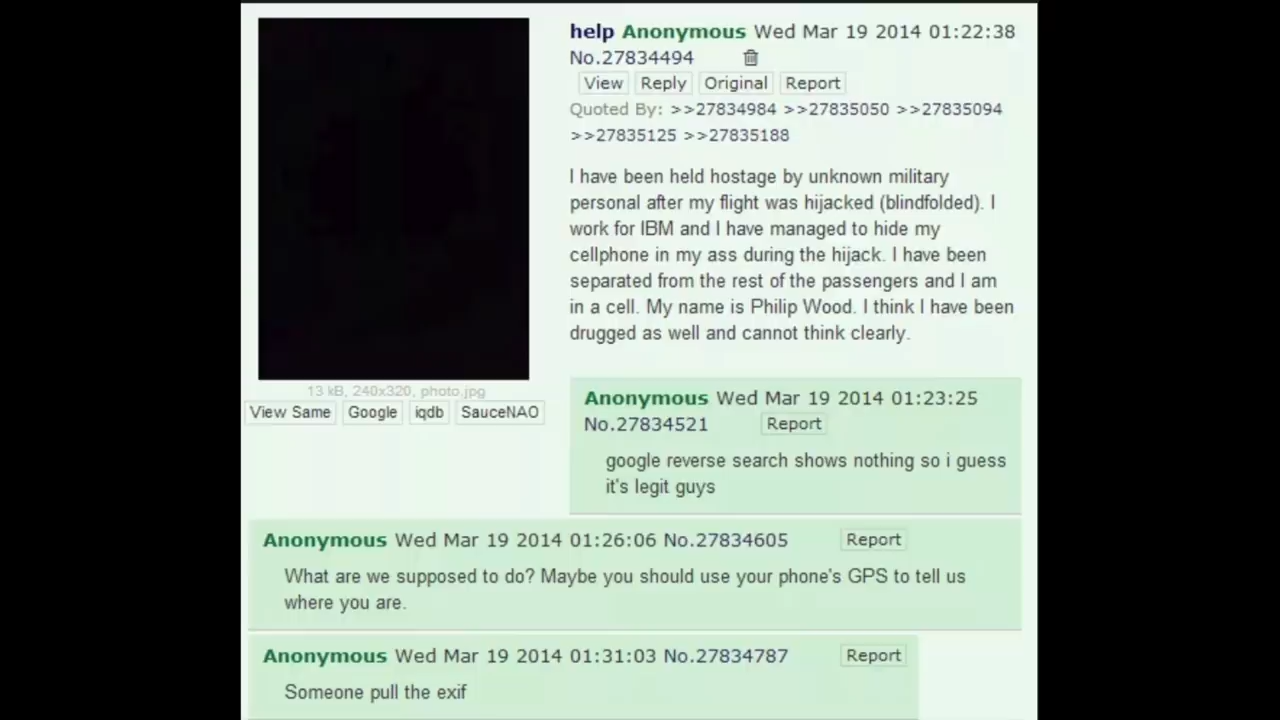 help Anonymous Wed Mar 19 2014 01:22:38
No.27834494
View Reply Original Report
Quoted By: >>27834984 >>27835050 >>27835094
>>27835125 >>27835188
I have been held hostage by unknown military
personal after my flight was hijacked (blindfolded). I
work for IBM and I have managed to hide my
cellphone in my ass during the hijack. I have been
separated from the rest of the passengers and I am
in a cell. My name is Philip Wood. I think I have been
drugged as well and cannot think clearly.
13 kB, 240x320, photo.jpg
View Same Google iqdb SauceNAO
Anonymous Wed Mar 19 2014 01:23:25
No.27834521 Report
google reverse search shows nothing so i guess
it's legit guys
Anonymous Wed Mar 19 2014 01:26:06 No.27834605 Report
What are we supposed to do? Maybe you should use your phone's GPS to tell us
where you are.
Anonymous Wed Mar 19 2014 01:31:03 No.27834787 Report
Someone pull the exif